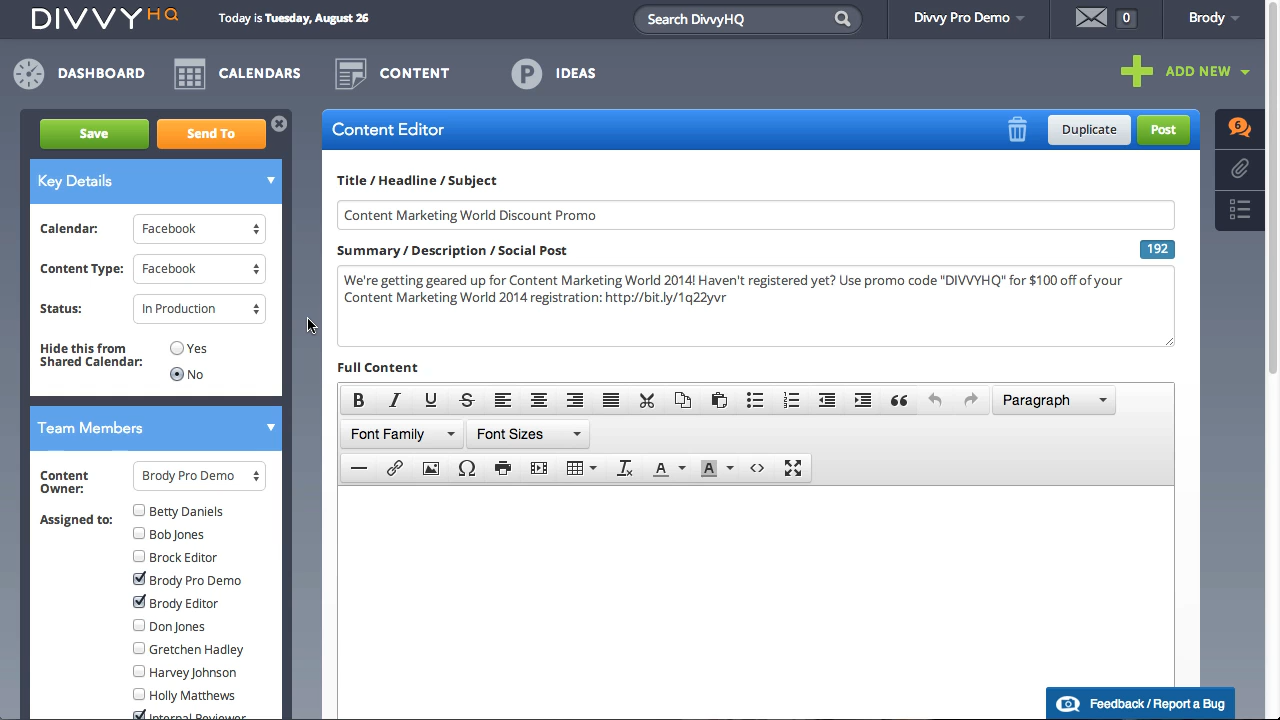 DIVVYHQ
Today is Tuesday, August 26
Search DivvyHQ
Divvy Pro Demo
0
Brody
DASHBOARD
CALENDARS
CONTENT
P
IDEAS
ADD NEW
Save
Send To
Key Details
Calendar:
Facebook
Content Type:
Facebook
Status:
In Production
Hide this from
Shared Calendar:
Yes
No
Team Members
Content
Owner:
Brody Pro Demo
Assigned to:
Betty Daniels
Bob Jones
Brock Editor
Brody Pro Demo
Brody Editor
Don Jones
Gretchen Hadley
Harvey Johnson
Holly Matthews
Internal Reviewer
Content Editor
Duplicate
Post
6
Title / Headline / Subject
Content Marketing World Discount Promo
Summary / Description / Social Post
192
We're getting geared up for Content Marketing World 2014! Haven't registered yet? Use promo code "DIVVYHQ" for $100 off of your
Content Marketing World 2014 registration: http://bit.ly/1q22yvr
Full Content
B I U S
Paragraph
Font Family
Font Sizes
Ω
A A <>
Feedback / Report a Bug